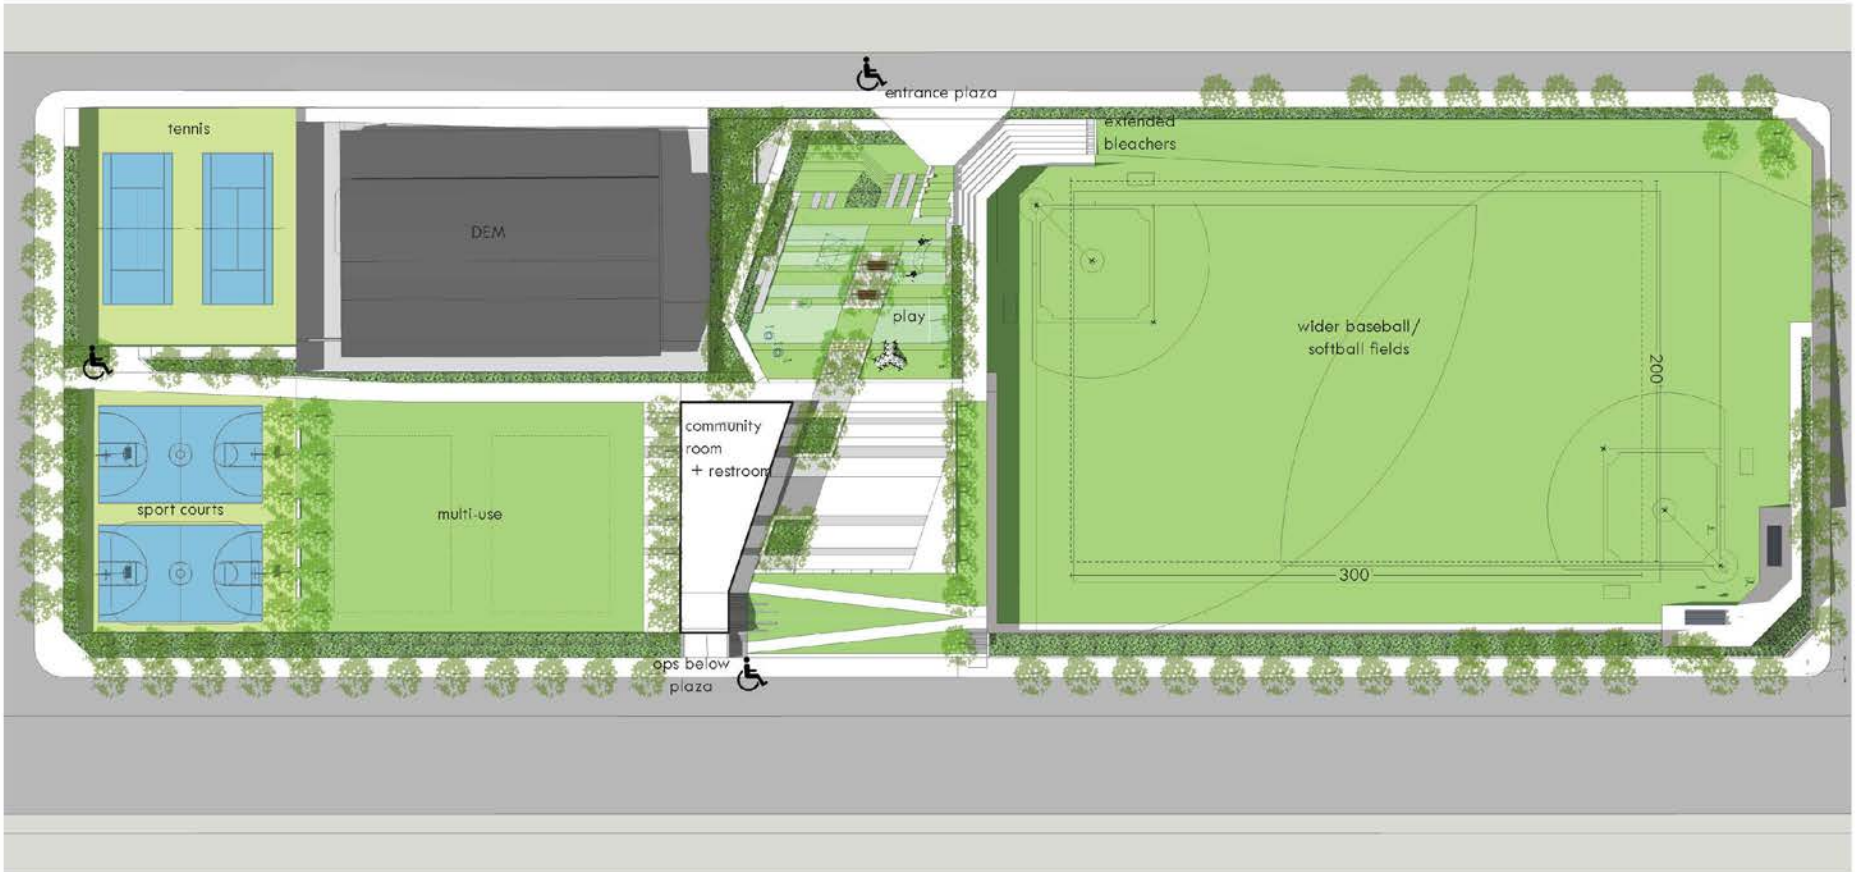 entrance plaza
tennis
extended
bleachers
DEM
play
wider baseball/
softball fields
200
community
room
+ restroom
sport courts
multi-use
300
ops below
plaza